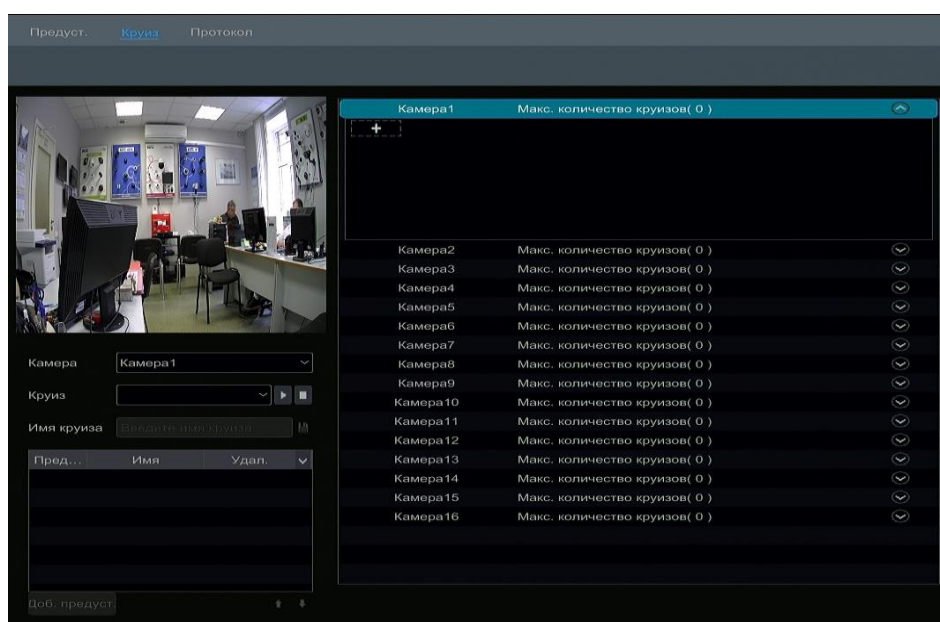 Предуст. Круиз Протокол
Камера1 Макс. количество круизов( 0 )
Камера2 Макс. количество круизов( 0 )
Камера3 Макс. количество круизов( 0 )
Камера4 Макс. количество круизов( 0 )
Камера5 Макс. количество круизов( 0 )
Камера6 Макс. количество круизов( 0 )
Камера7 Макс. количество круизов( 0 )
Камера8 Макс. количество круизов( 0 )
Камера9 Макс. количество круизов( 0 )
Камера10 Макс. количество круизов( 0 )
Камера11 Макс. количество круизов( 0 )
Камера12 Макс. количество круизов( 0 )
Камера13 Макс. количество круизов( 0 )
Камера14 Макс. количество круизов( 0 )
Камера15 Макс. количество круизов( 0 )
Камера16 Макс. количество круизов( 0 )
Камера Камера1
Круиз
Имя круиза Введите имя круиза
Пред... Имя Удал.
Доб. предуст.